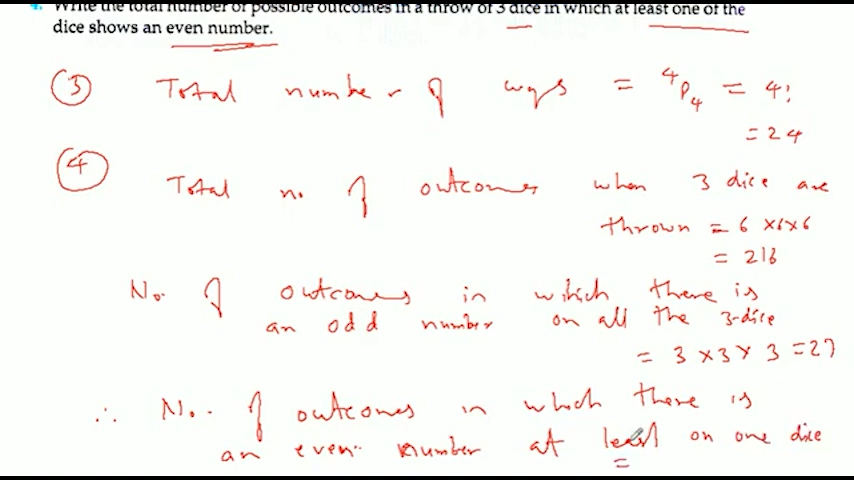 4. Write the total number of possible outcomes in a throw of 3 dice in which at least one of the
dice shows an even number.
(3) Total number of ways = ⁴P₄ = 4!
= 24
(4) Total no. of outcomes when 3 dice are
thrown = 6 x6x6
= 216
No. of outcomes in which there is
an odd number on all the 3-dice
= 3 x3x 3 = 27
∴ No. of outcomes in which there is
an even number at least on one dice
=